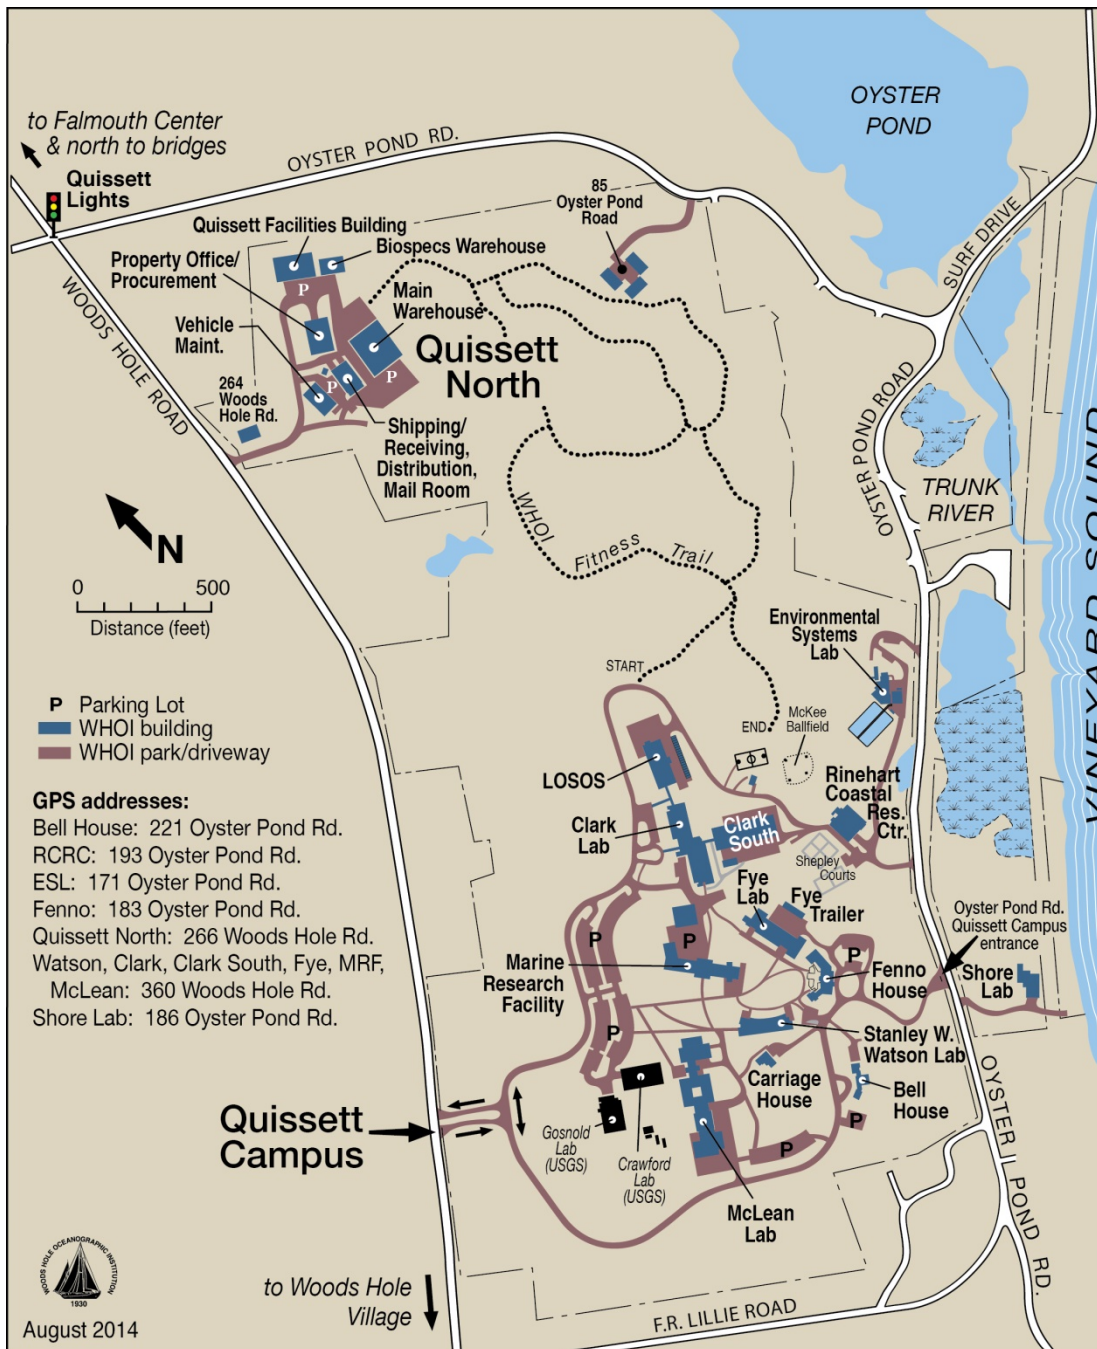 OYSTER
POND
to Falmouth Center
& north to bridges
Quissett
Lights
OYSTER POND RD.
85
Oyster Pond
Road
Quissett Facilities Building
Biospecs Warehouse
Property Office/
Procurement
P
Main
Warehouse
Vehicle
Maint.
P
P
264
Woods
Hole Rd.
Quissett
North
Shipping/
Receiving,
Distribution,
Mail Room
WOODS HOLE ROAD
SURF DRIVE
OYSTER POND ROAD
TRUNK
RIVER
VINEYARD SOUND
WHOI Fitness Trail
N
0 500
Distance (feet)
START
END
McKee
Ballfield
Environmental
Systems
Lab
P Parking Lot
WHOI building
WHOI park/driveway
GPS addresses:
Bell House: 221 Oyster Pond Rd.
RCRC: 193 Oyster Pond Rd.
ESL: 171 Oyster Pond Rd.
Fenno: 183 Oyster Pond Rd.
Quissett North: 266 Woods Hole Rd.
Watson, Clark, Clark South, Fye, MRF,
McLean: 360 Woods Hole Rd.
Shore Lab: 186 Oyster Pond Rd.
LOSOS
Clark
Lab
Clark
South
Rinehart
Coastal
Res.
Ctr.
Shepley
Courts
Fye
Lab
Fye
Trailer
Oyster Pond Rd.
Quissett Campus
entrance
P
P
P
Marine
Research
Facility
Fenno
House
Shore
Lab
P
Stanley W.
Watson Lab
Carriage
House
Bell
House
P
P
Quissett
Campus
Gosnold
Lab
(USGS)
Crawford
Lab
(USGS)
McLean
Lab
OYSTER POND RD.
WOODS HOLE OCEANOGRAPHIC INSTITUTION
1930
August 2014
to Woods Hole
Village
F.R. LILLIE ROAD